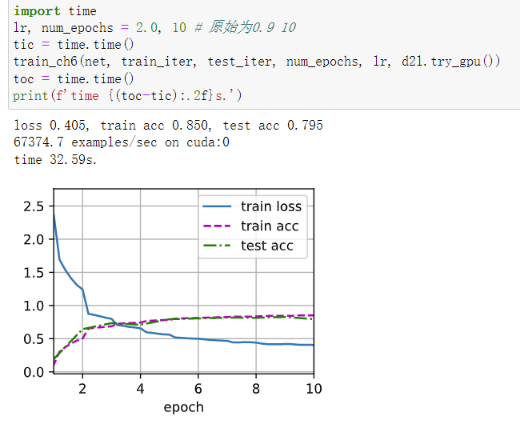 import time
lr, num_epochs = 2.0, 10 # 原始为0.9 10
tic = time.time()
train_ch6(net, train_iter, test_iter, num_epochs, lr, d2l.try_gpu())
toc = time.time()
print(f'time {(toc-tic):.2f}s.')
loss 0.405, train acc 0.850, test acc 0.795
67374.7 examples/sec on cuda:0
time 32.59s.
train loss
train acc
test acc
2.5
2.0
1.5
1.0
0.5
0.0
2 4 6 8 10
epoch